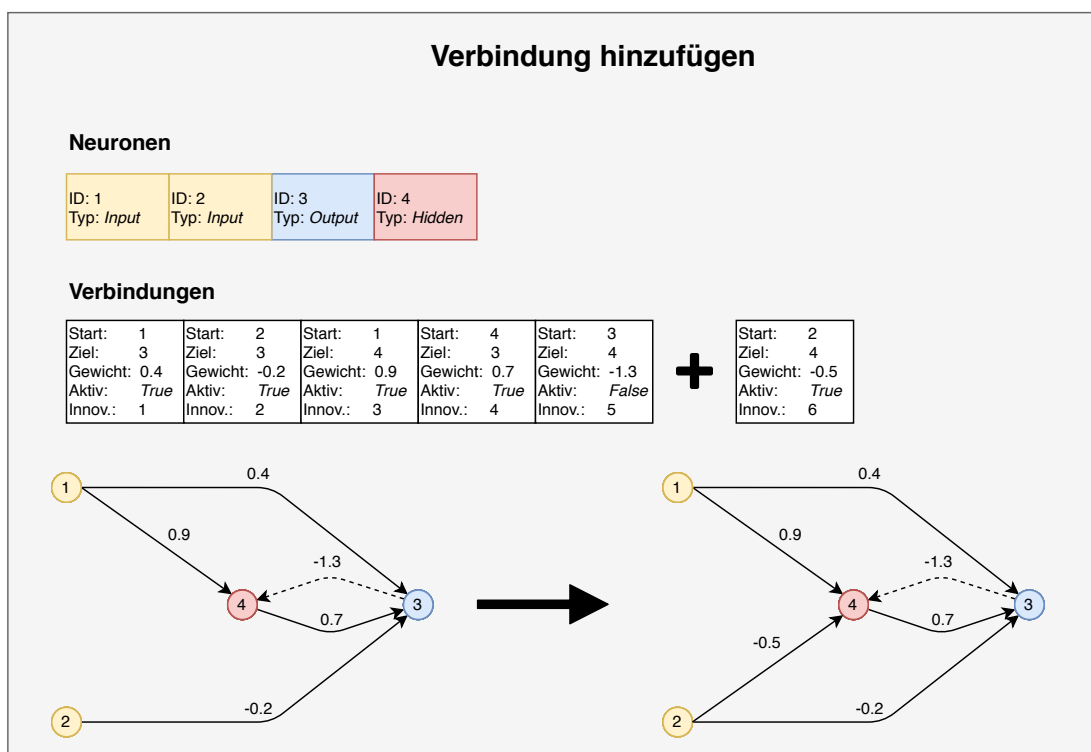 Verbindung hinzufügen
Neuronen
ID: 1 ID: 2 ID: 3 ID: 4
Typ: Input Typ: Input Typ: Output Typ: Hidden
Verbindungen
Start: 1 Start: 2 Start: 1 Start: 4 Start: 3 Start: 2
Ziel: 3 Ziel: 3 Ziel: 4 Ziel: 3 Ziel: 4 Ziel: 4
Gewicht: 0.4 Gewicht: -0.2 Gewicht: 0.9 Gewicht: 0.7 Gewicht: -1.3 Gewicht: -0.5
Aktiv: True Aktiv: True Aktiv: True Aktiv: True Aktiv: False Aktiv: True
Innov.: 1 Innov.: 2 Innov.: 3 Innov.: 4 Innov.: 5 Innov.: 6
0.4 0.4
1 1
0.9 0.9
-1.3 -1.3
4 3 4 3
0.7 0.7
-0.5
-0.2 -0.2
2 2